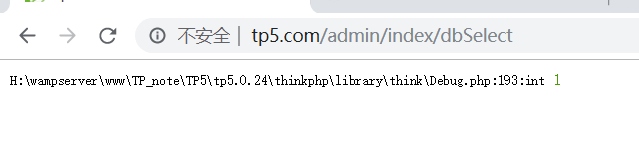 不安全 | tp5.com/admin/index/dbSelect
H:\wampserver\www\TP_note\TP5\tp5.0.24\thinkphp\library\think\Debug.php:193:int 1